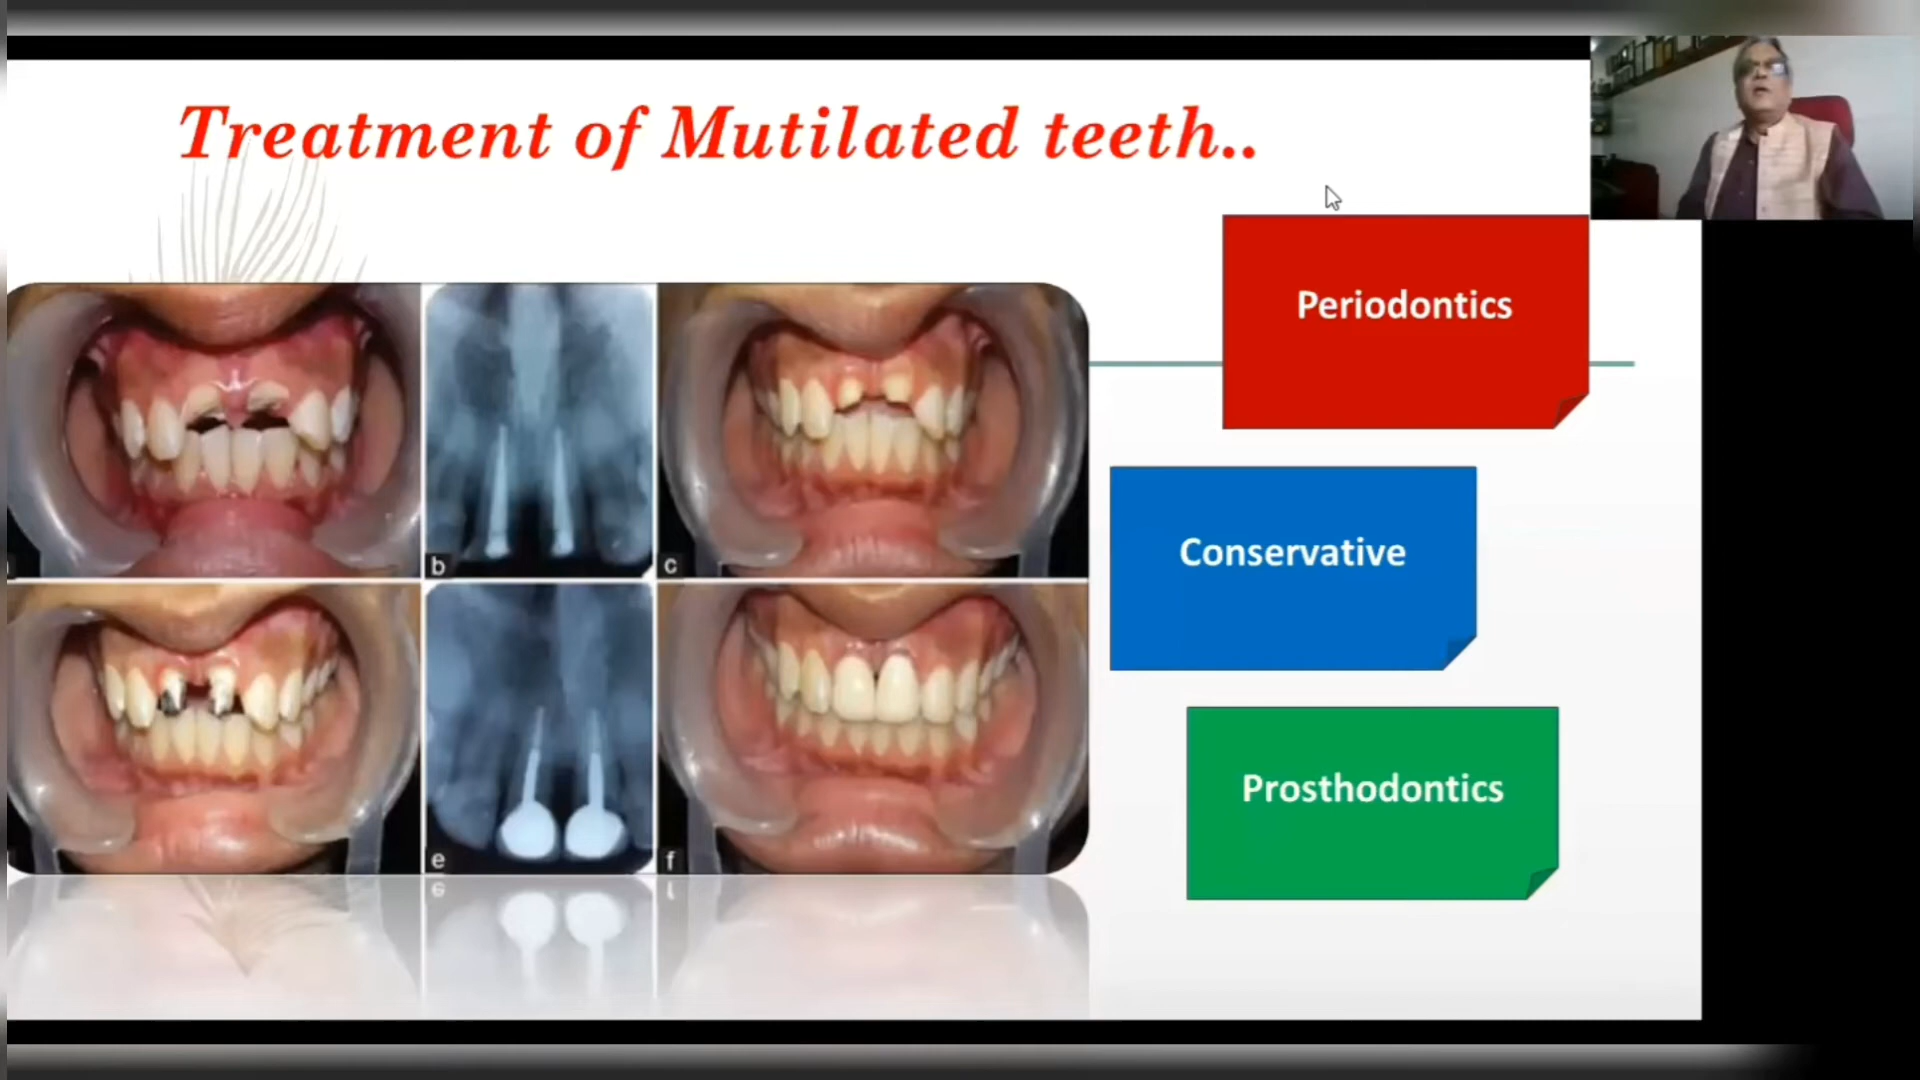 Treatment of Mutilated teeth..
Periodontics
b
c
Conservative
Prosthodontics
e
f